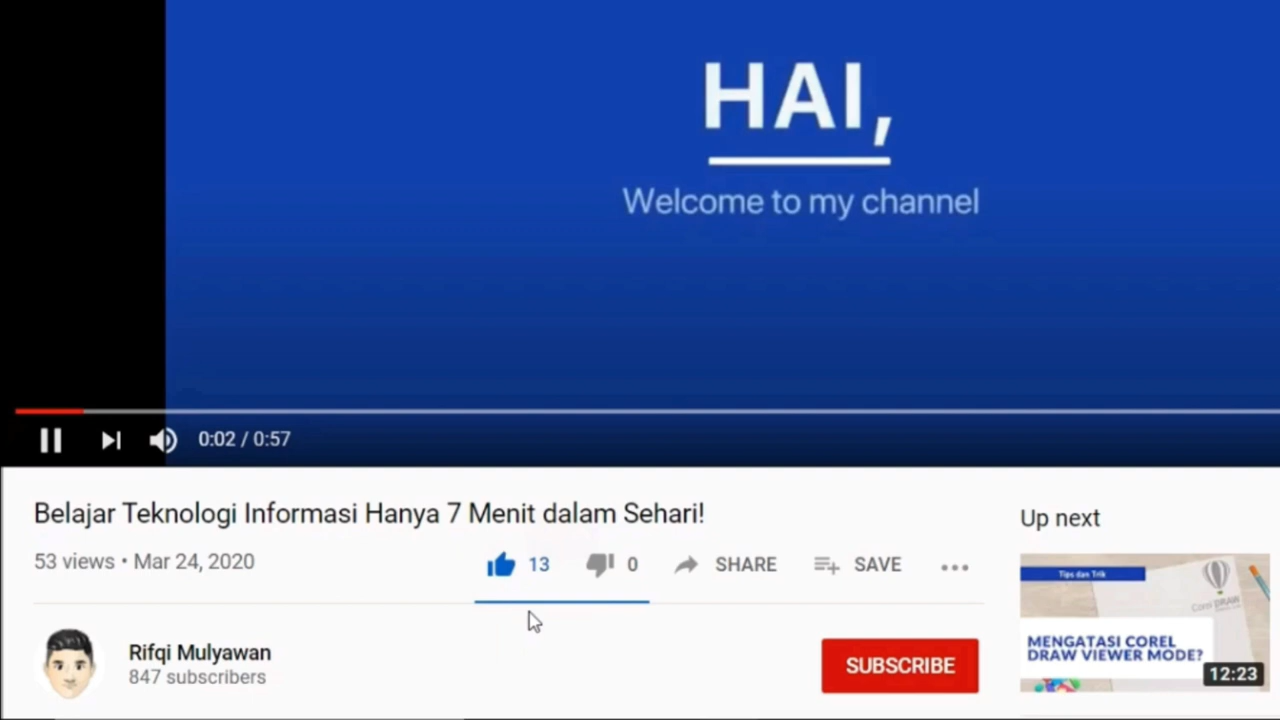 HAI,
Welcome to my channel
0:02 / 0:57
Belajar Teknologi Informasi Hanya 7 Menit dalam Sehari!
53 views • Mar 24, 2020
13
0
SHARE
SAVE
Rifqi Mulyawan
847 subscribers
SUBSCRIBE
Up next
Tips dan Trik
Corel DRAW
MENGATASI COREL
DRAW VIEWER MODE?
12:23